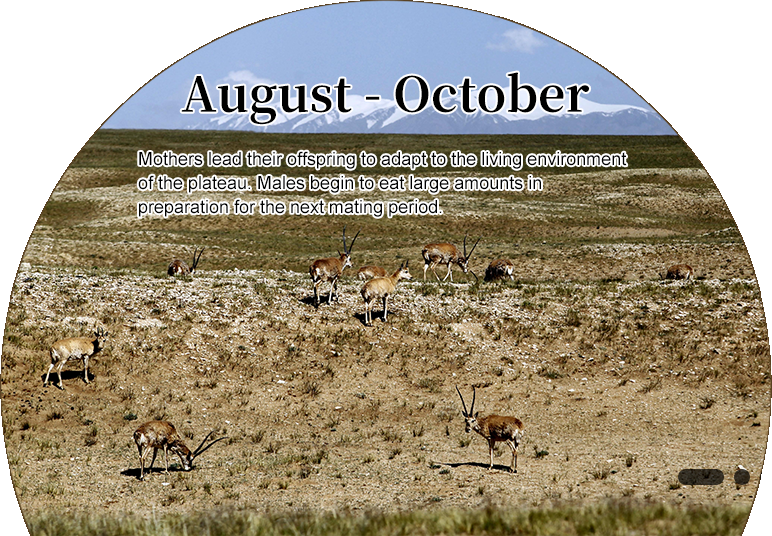 August - October
Mothers lead their offspring to adapt to the living environment
of the plateau. Males begin to eat large amounts in
preparation for the next mating period.